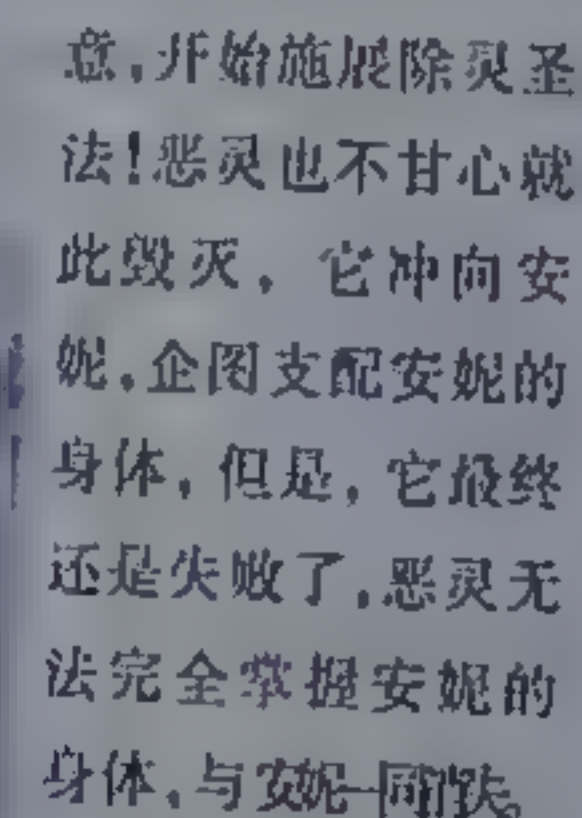 意，开始施展除灵圣
法！恶灵也不甘心就
此毁灭，它冲向安
妮，企图支配安妮的
身体，但是，它最终
还是失败了，恶灵无
法完全掌握安妮的
身体，与安妮一同消失。